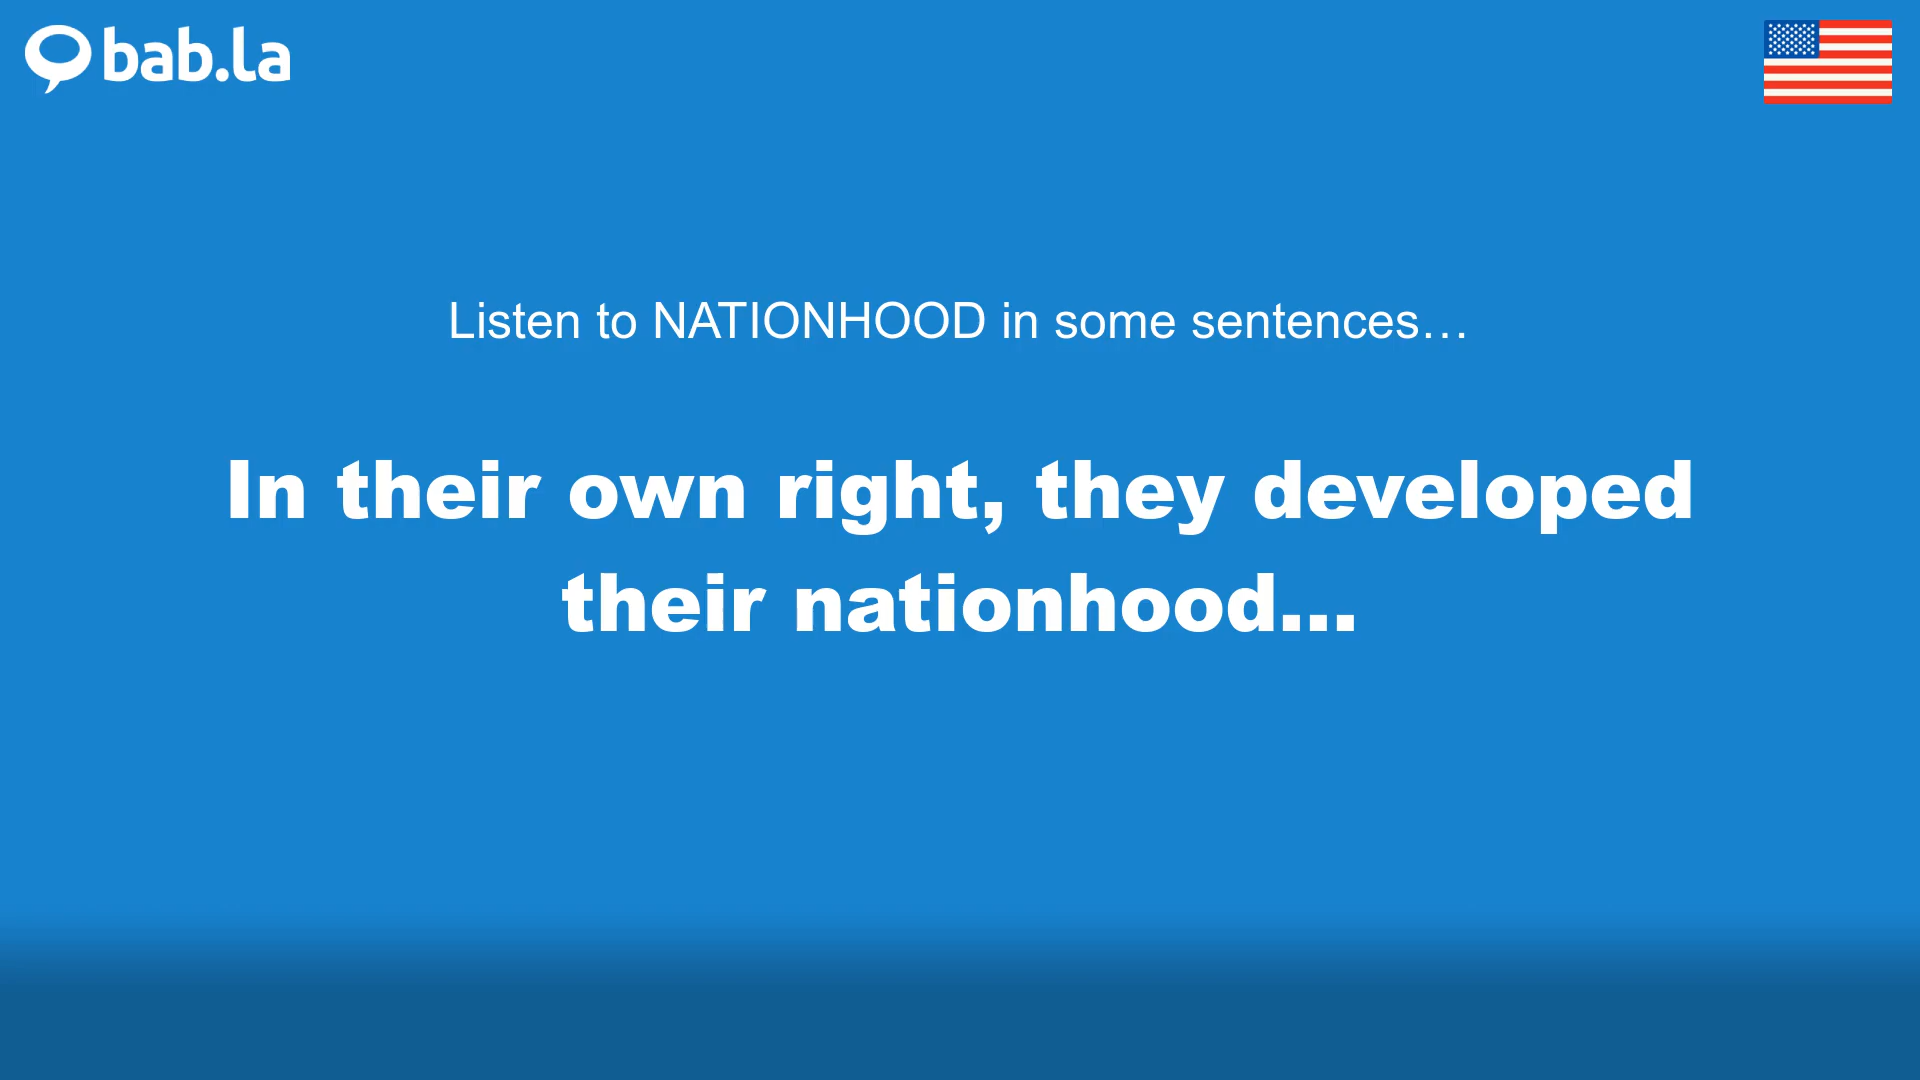 bab.la
Listen to NATIONHOOD in some sentences…
In their own right, they developed
their nationhood...